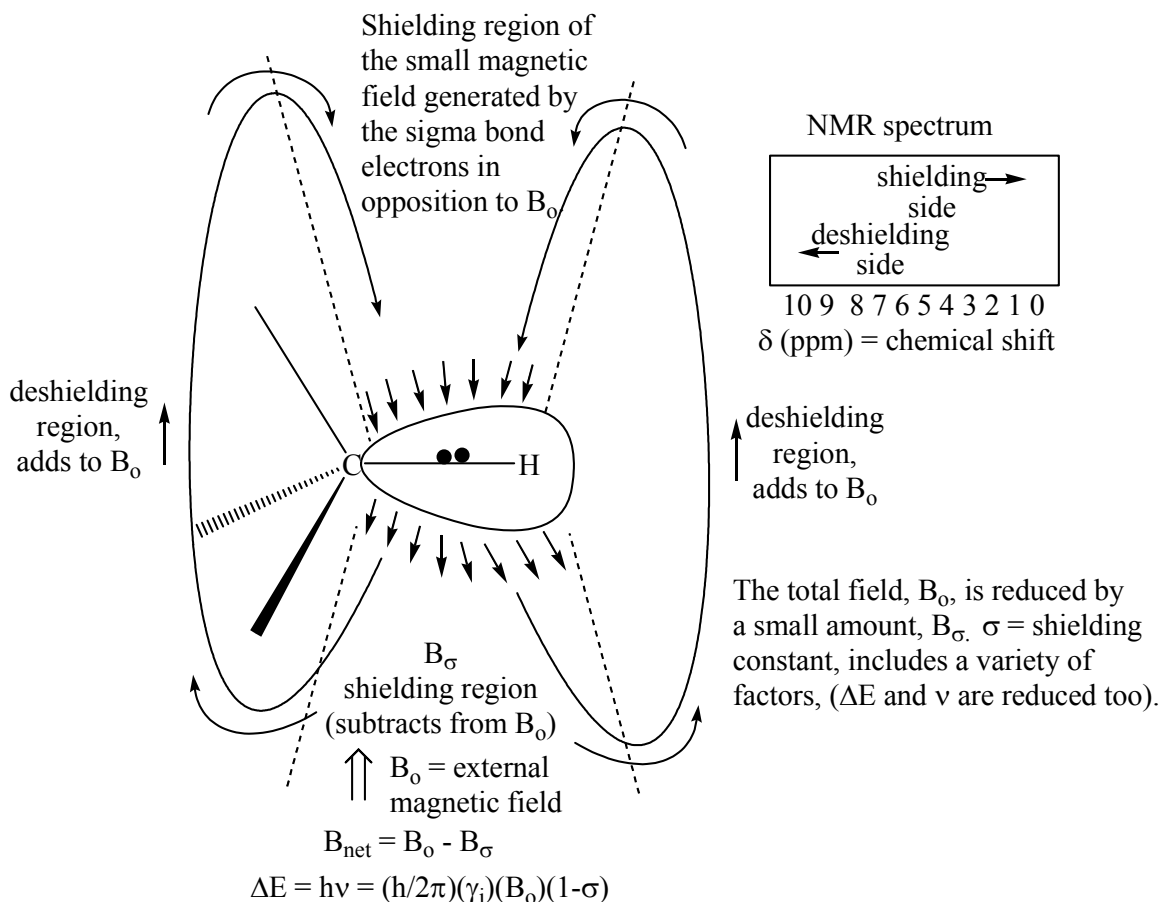 Shielding region of
the small magnetic
field generated by
the sigma bond
electrons in
opposition to Bₒ.
NMR spectrum
shielding
side
deshielding
side
10 9 8 7 6 5 4 3 2 1 0
δ (ppm) = chemical shift
deshielding
region,
adds to Bₒ
C
H
deshielding
region,
adds to Bₒ
The total field, Bₒ, is reduced by
a small amount, B_σ. σ = shielding
constant, includes a variety of
factors, (ΔE and ν are reduced too).
B_σ
shielding region
(subtracts from Bₒ)
Bₒ = external
magnetic field
B_net = Bₒ - B_σ
ΔE = hν = (h/2π)(γᵢ)(Bₒ)(1-σ)